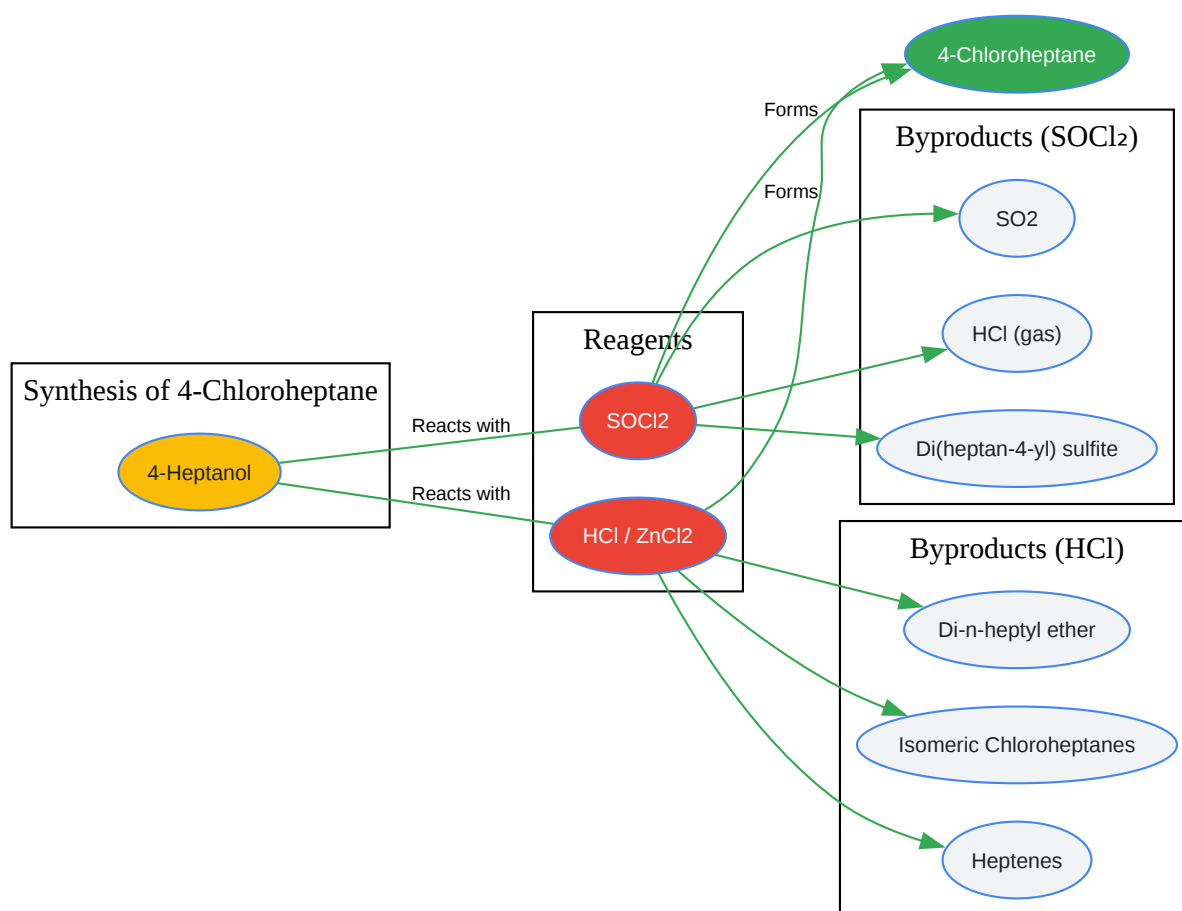 4-Chloroheptane
Forms
Byproducts (SOCl₂)
Forms
SO2
Reagents
HCl (gas)
Synthesis of 4-Chloroheptane
Reacts with
SOCl2
Di(heptan-4-yl) sulfite
4-Heptanol
Reacts with
HCl / ZnCl2
Byproducts (HCl)
Di-n-heptyl ether
Isomeric Chloroheptanes
Heptenes